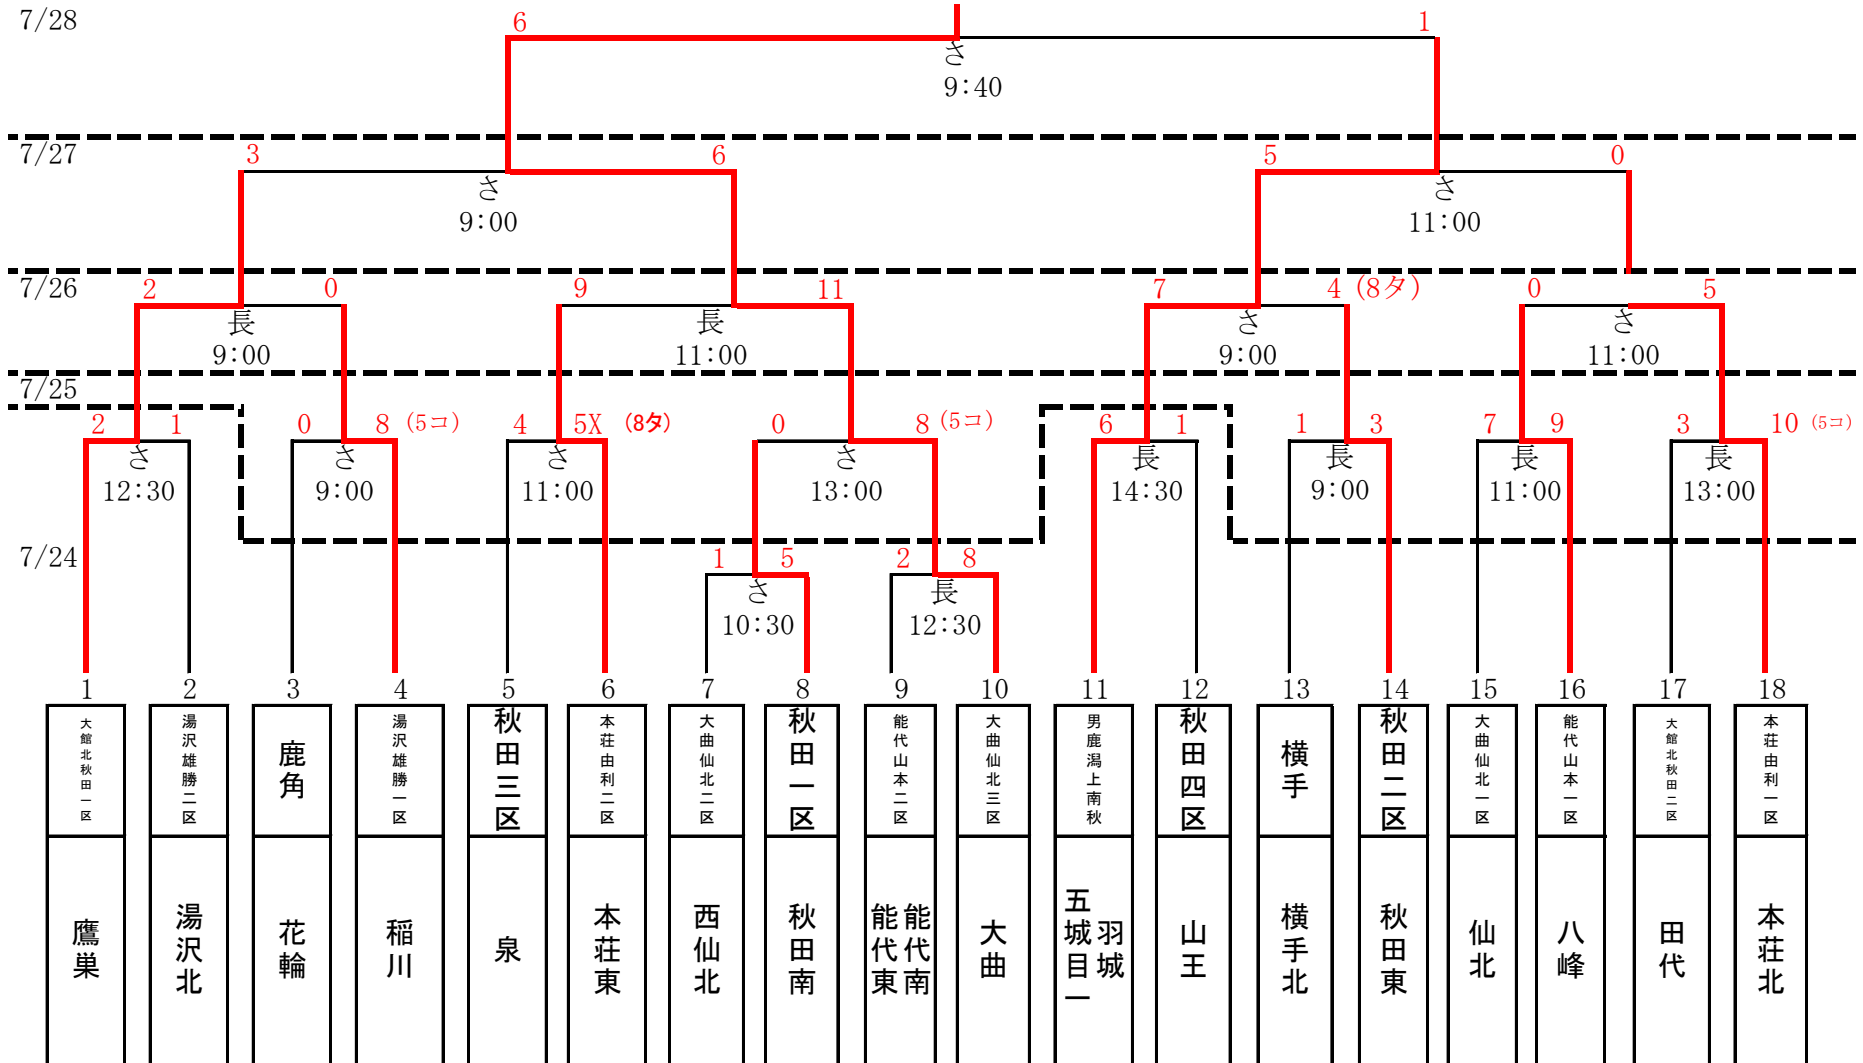 7/28
6
1
さ
9:40
7/27
3
6
5
0
さ
9:00
さ
11:00
7/26
2
0
9
11
7
4 (8タ)
0
5
長
9:00
長
11:00
さ
9:00
さ
11:00
7/25
2
1
0
8 (5コ)
4
5X (8タ)
0
8 (5コ)
6
1
1
3
7
9
3
10 (5コ)
さ
12:30
さ
9:00
さ
11:00
さ
13:00
長
14:30
長
9:00
長
11:00
長
13:00
7/24
1
5
2
8
さ
10:30
長
12:30
1
2
3
4
5
6
7
8
9
10
11
12
13
14
15
16
17
18
大館北秋田一区
湯沢雄勝二区
鹿角
湯沢雄勝一区
秋田三区
本荘由利二区
大曲仙北二区
秋田一区
能代山本二区
大曲仙北三区
男鹿潟上南秋
秋田四区
横手
秋田二区
大曲仙北一区
能代山本一区
大館北秋田二区
本荘由利一区
鷹巣
湯沢北
花輪
稲川
泉
本荘東
西仙北
秋田南
能代南
能代東
大曲
羽城
五城目一
山王
横手北
秋田東
仙北
八峰
田代
本荘北